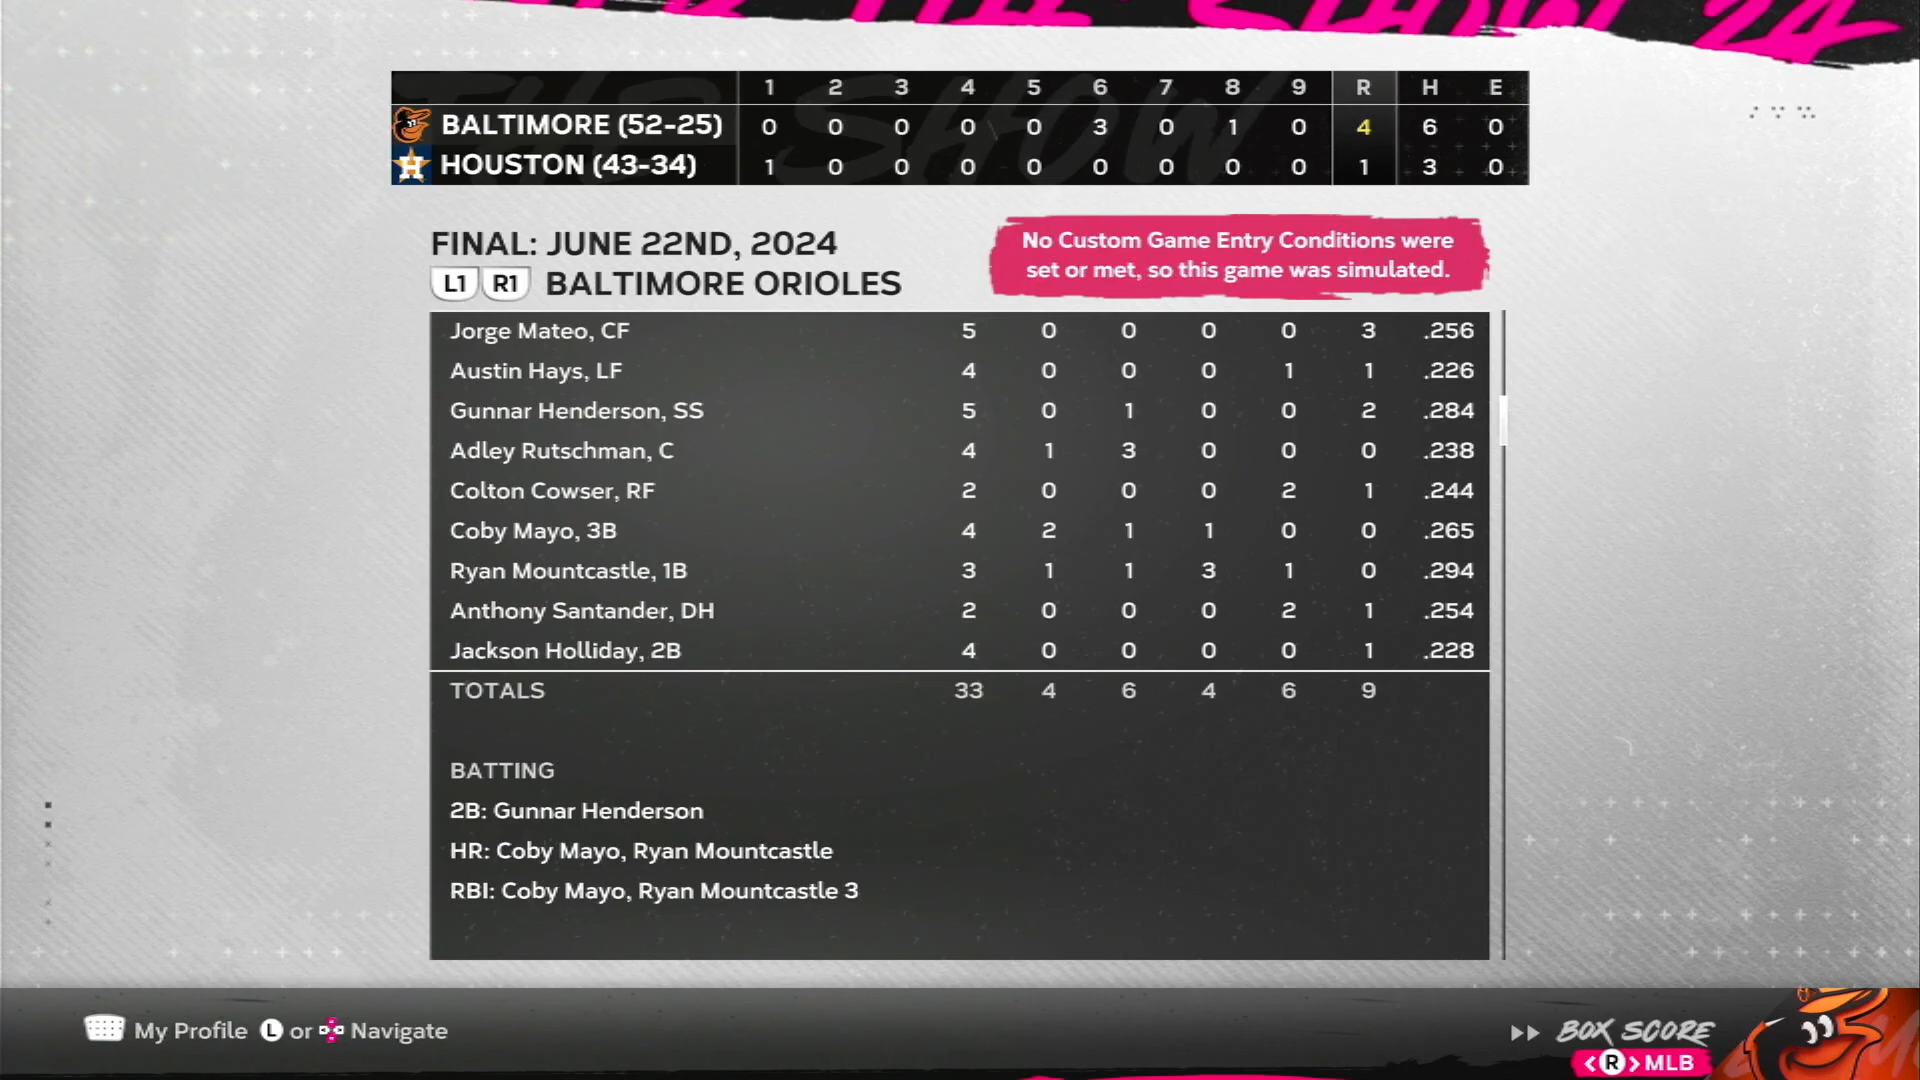 THE SHOW 24
1 2 3 4 5 6 7 8 9 R H E
BALTIMORE (52-25) 0 0 0 0 0 3 0 1 0 4 6 0
HOUSTON (43-34) 1 0 0 0 0 0 0 0 0 1 3 0
FINAL: JUNE 22ND, 2024
No Custom Game Entry Conditions were
set or met, so this game was simulated.
L1 R1 BALTIMORE ORIOLES
Jorge Mateo, CF 5 0 0 0 0 3 .256
Austin Hays, LF 4 0 0 0 1 1 .226
Gunnar Henderson, SS 5 0 1 0 0 2 .284
Adley Rutschman, C 4 1 3 0 0 0 .238
Colton Cowser, RF 2 0 0 0 2 1 .244
Coby Mayo, 3B 4 2 1 1 0 0 .265
Ryan Mountcastle, 1B 3 1 1 3 1 0 .294
Anthony Santander, DH 2 0 0 0 2 1 .254
Jackson Holliday, 2B 4 0 0 0 0 1 .228
TOTALS 33 4 6 4 6 9
BATTING
2B: Gunnar Henderson
HR: Coby Mayo, Ryan Mountcastle
RBI: Coby Mayo, Ryan Mountcastle 3
My Profile L or Navigate
BOX SCORE
<R> MLB